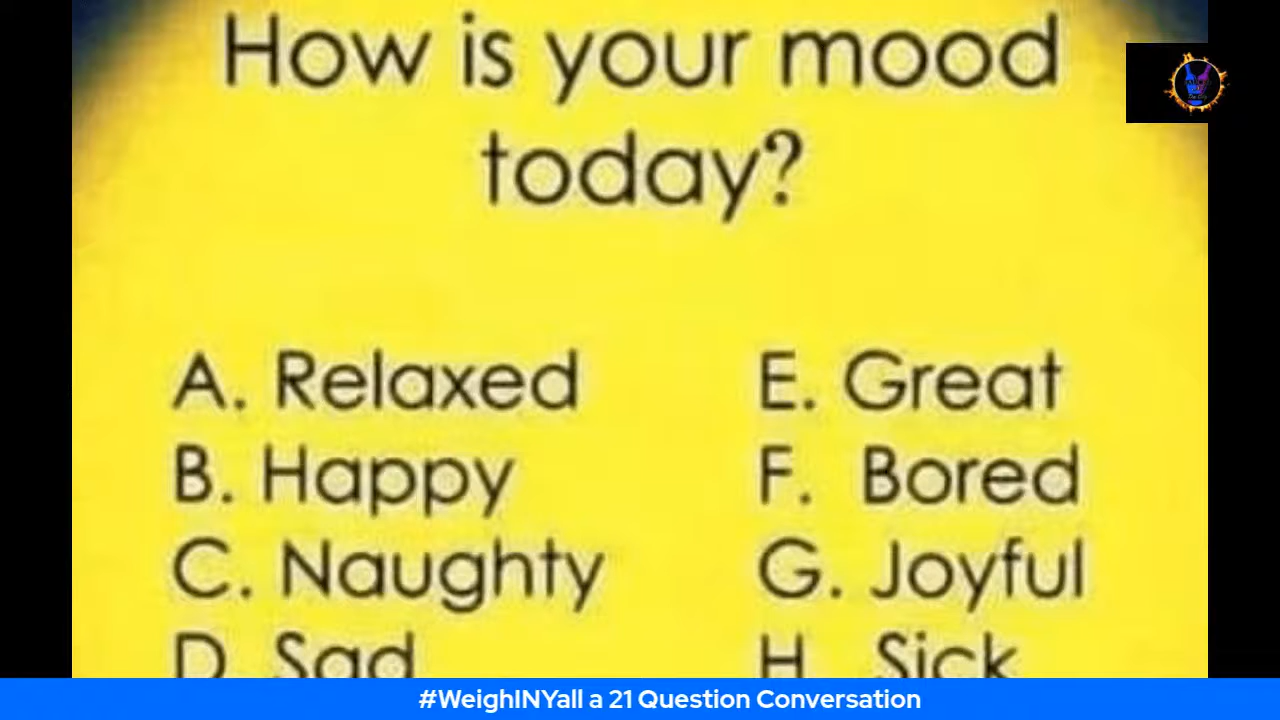 How is your mood
today?
A. Relaxed
B. Happy
C. Naughty
D. Sad
E. Great
F. Bored
G. Joyful
H. Sick
#WeighINYall a 21 Question Conversation